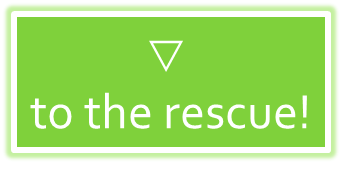 ▽
to the rescue!